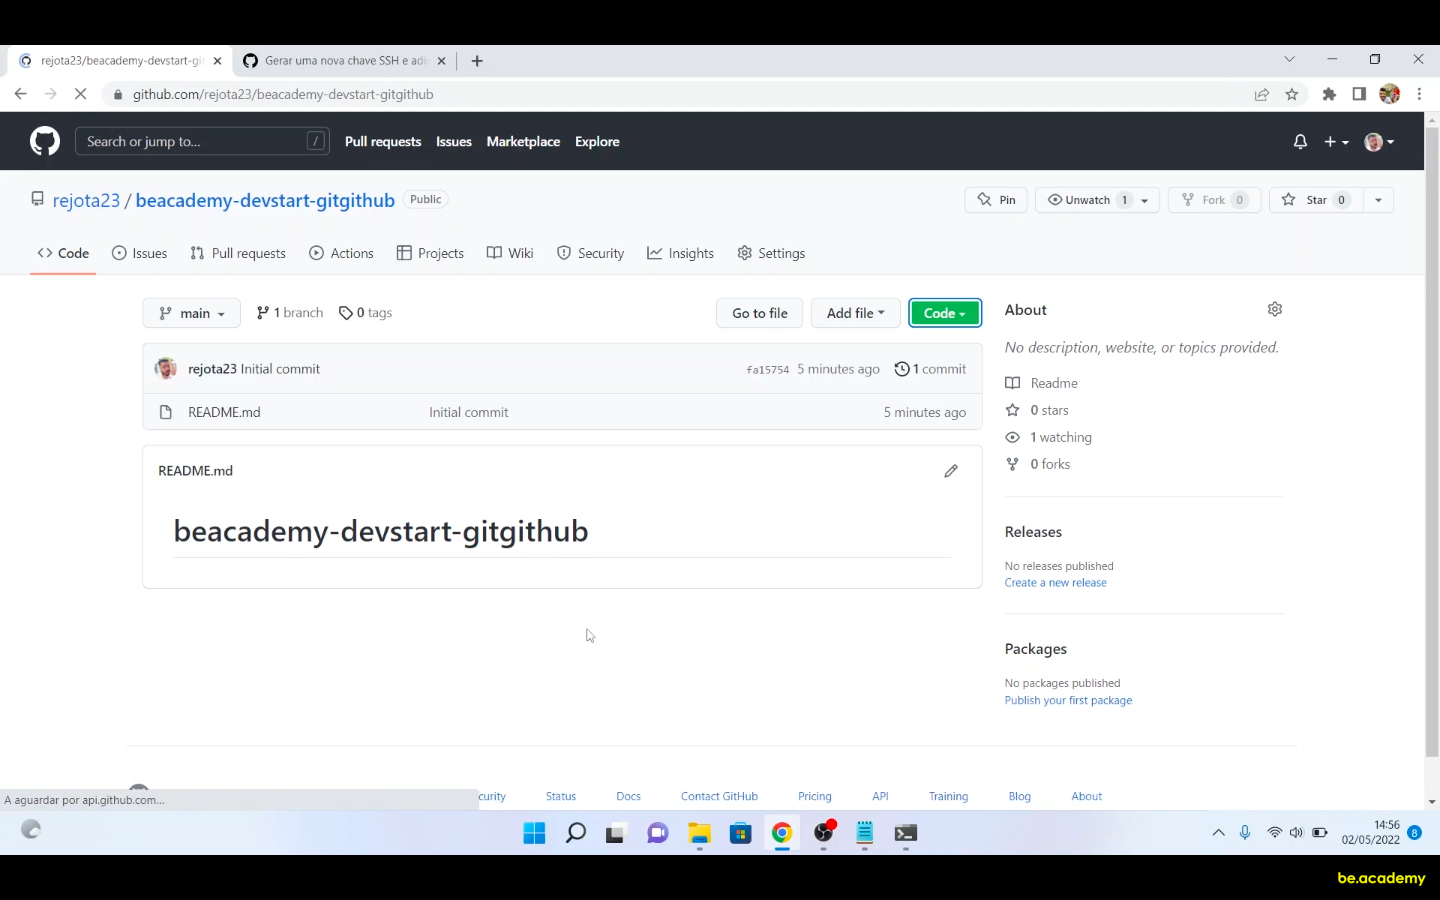 rejota23/beacademy-devstart-git
Gerar uma nova chave SSH e adi
github.com/rejota23/beacademy-devstart-gitgithub
Search or jump to... /
Pull requests Issues Marketplace Explore
rejota23 / beacademy-devstart-gitgithub Public
Pin Unwatch 1 Fork 0 Star 0
Code Issues Pull requests Actions Projects Wiki Security Insights Settings
main 1 branch 0 tags Go to file Add file Code
rejota23 Initial commit fa15754 5 minutes ago 1 commit
README.md Initial commit 5 minutes ago
README.md
beacademy-devstart-gitgithub
About
No description, website, or topics provided.
Readme
0 stars
1 watching
0 forks
Releases
No releases published
Create a new release
Packages
No packages published
Publish your first package
A aguardar por api.github.com...
curity Status Docs Contact GitHub Pricing API Training Blog About
14:56
02/05/2022 8
be.academy